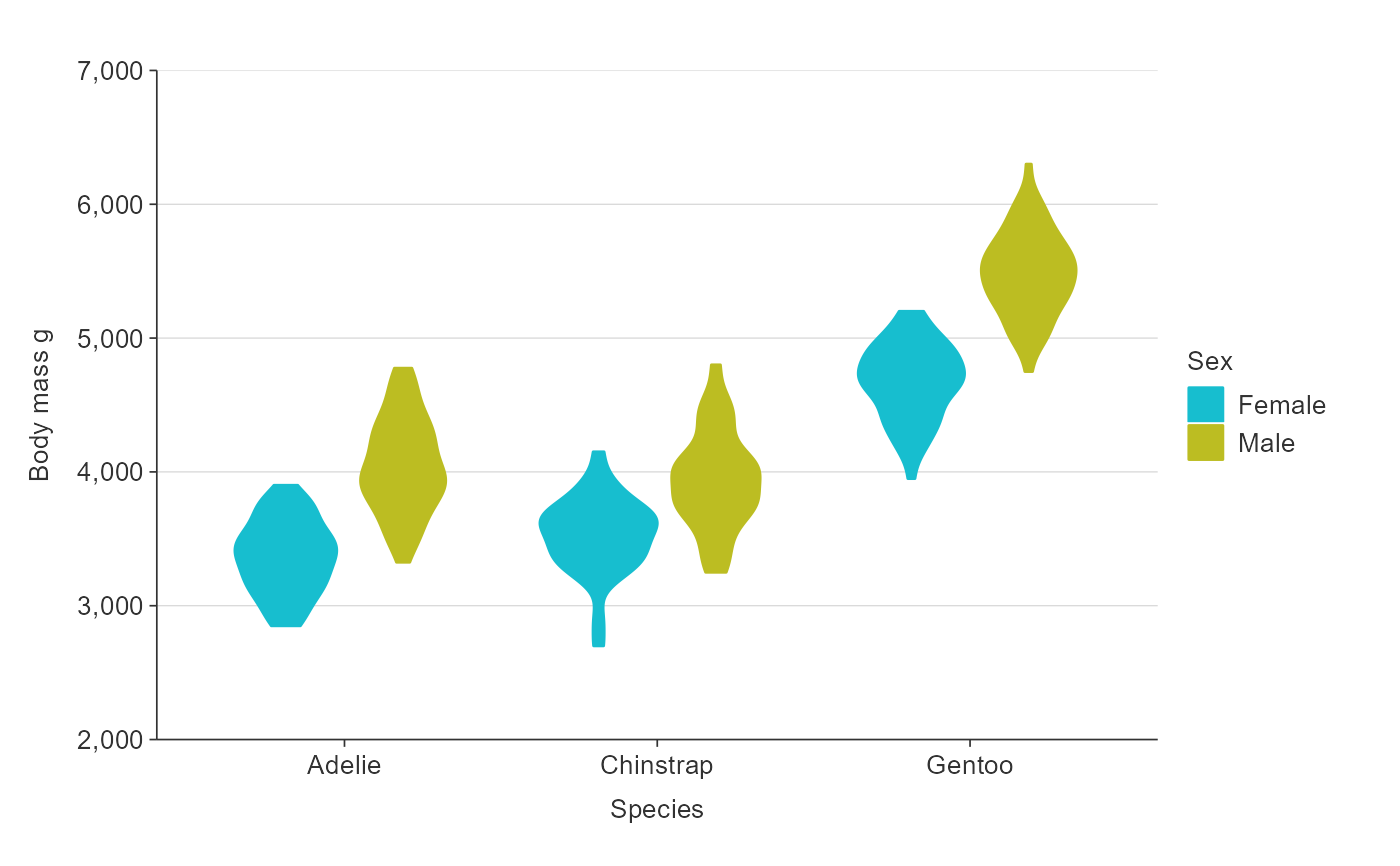 7,000
6,000
5,000
4,000
3,000
2,000
Body mass g
Adelie
Chinstrap
Gentoo
Species
Sex
Female
Male